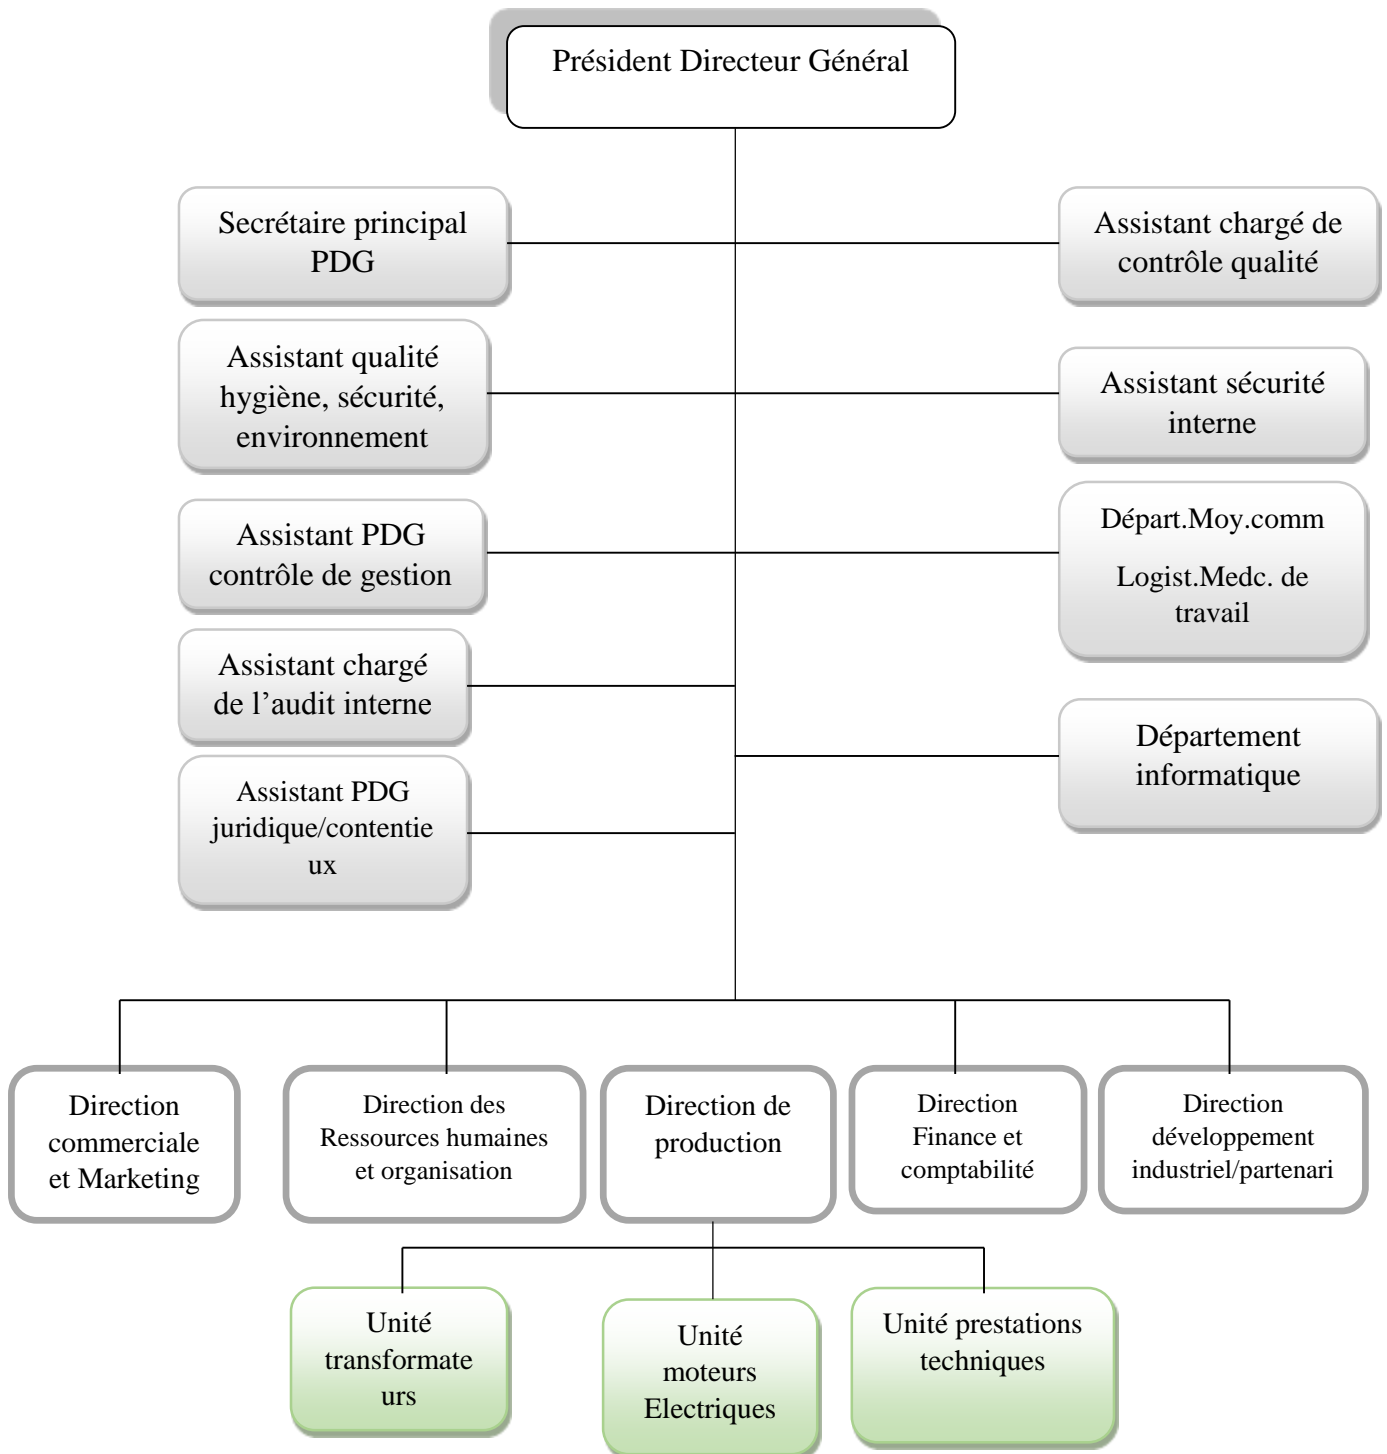 Président Directeur Général
Secrétaire principal
PDG
Assistant chargé de
contrôle qualité
Assistant qualité
hygiène, sécurité,
environnement
Assistant sécurité
interne
Assistant PDG
contrôle de gestion
Départ.Moy.comm
Logist.Medc. de
travail
Assistant chargé
de l’audit interne
Département
informatique
Assistant PDG
juridique/contentie
ux
Direction
commerciale
et Marketing
Direction des
Ressources humaines
et organisation
Direction de
production
Direction
Finance et
comptabilité
Direction
développement
industriel/partenari
Unité
transformate
urs
Unité
moteurs
Electriques
Unité prestations
techniques